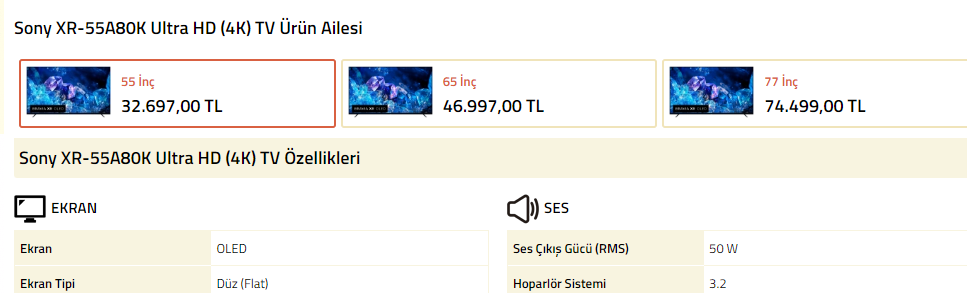 Sony XR-55A80K Ultra HD (4K) TV Ürün Ailesi
55 İnç
32.697,00 TL
65 İnç
46.997,00 TL
77 İnç
74.499,00 TL
Sony XR-55A80K Ultra HD (4K) TV Özellikleri
EKRAN
Ekran OLED
Ekran Tipi Düz (Flat)
SES
Ses Çıkış Gücü (RMS) 50 W
Hoparlör Sistemi 3.2